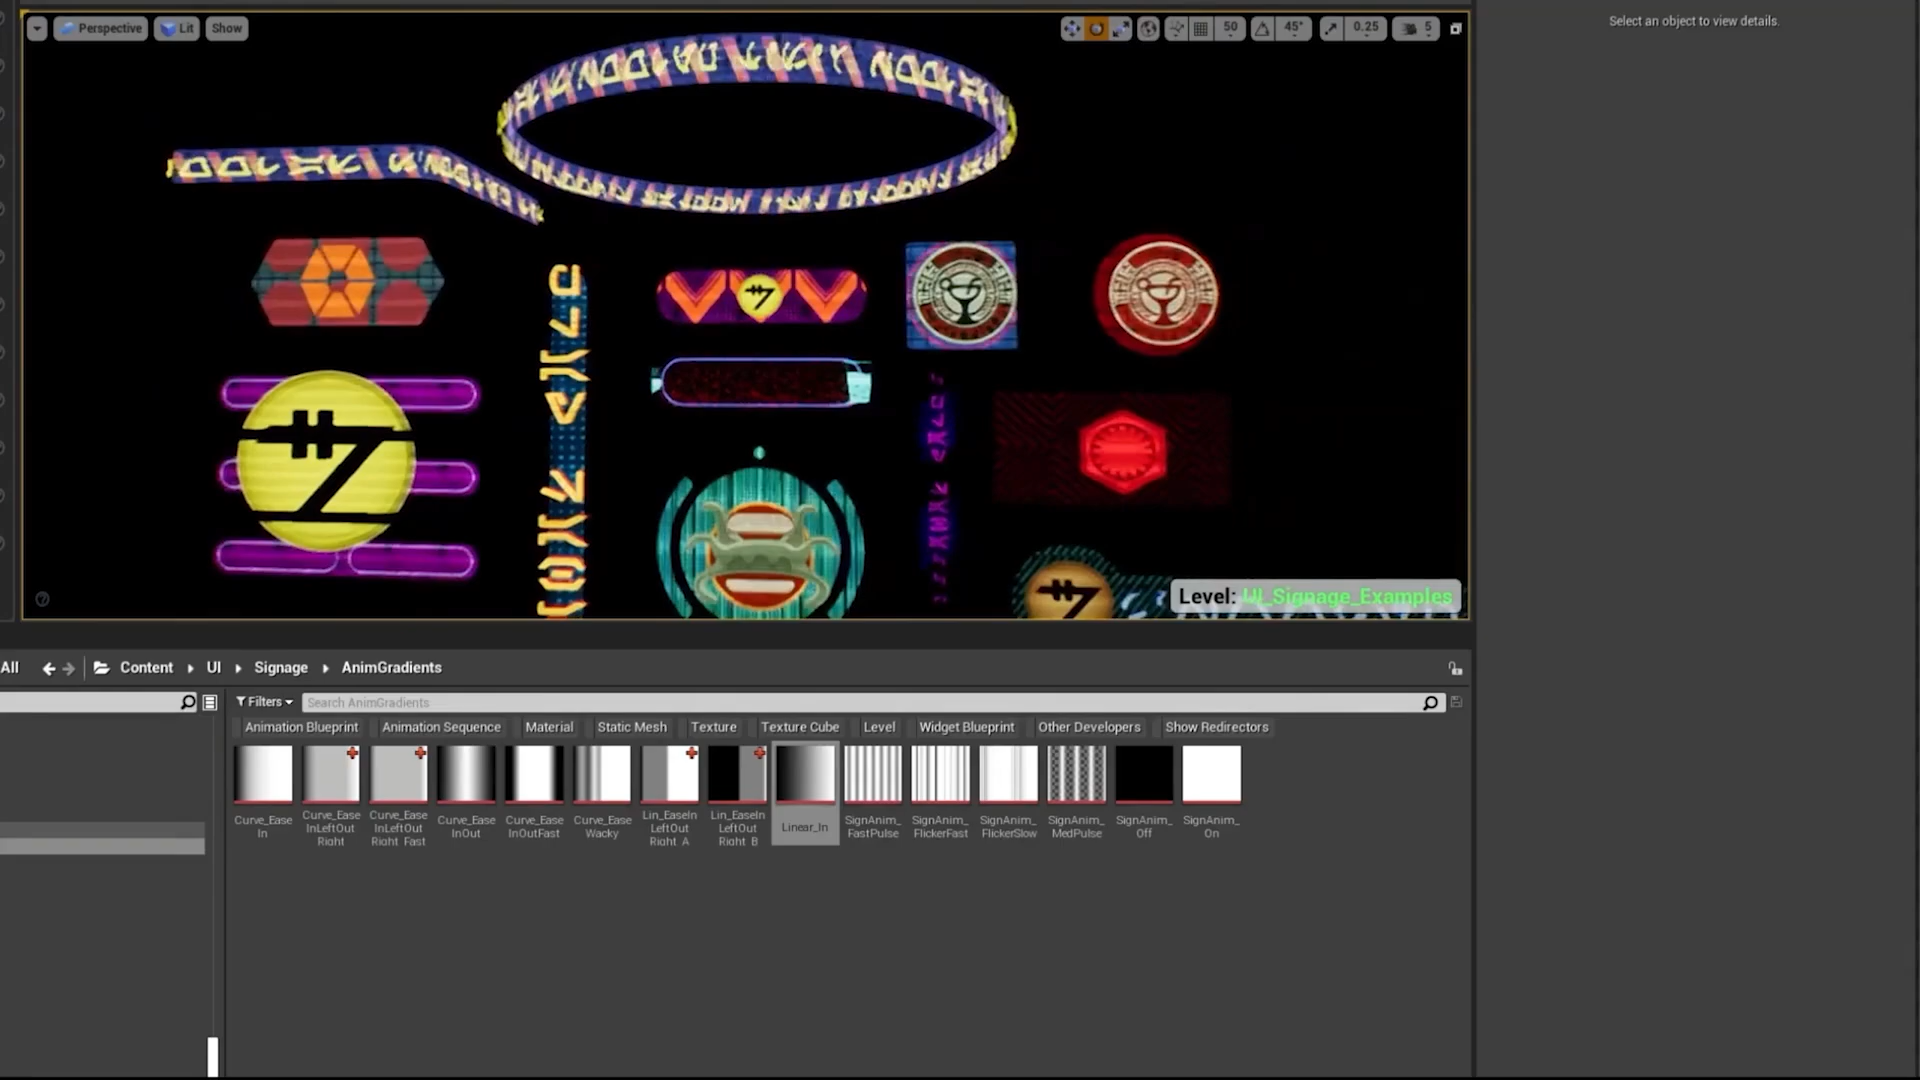 Perspective
Lit
Show
50
45°
0.25
5
Select an object to view details.
Level: UI_Signage_Examples
All
Content
UI
Signage
AnimGradients
Filters
Search AnimGradients
Animation Blueprint
Animation Sequence
Material
Static Mesh
Texture
Texture Cube
Level
Widget Blueprint
Other Developers
Show Redirectors
Curve_Ease
In
Curve_Ease
InLeftOut
Right
Curve_Ease
InLeftOut
Right_Fast
Curve_Ease
InOut
Curve_Ease
InOutFast
Curve_Ease
Wacky
Lin_EaseIn
LeftOut
Right_A
Lin_EaseIn
LeftOut
Right_B
Linear_In
SignAnim_
FastPulse
SignAnim_
FlickerFast
SignAnim_
FlickerSlow
SignAnim_
MedPulse
SignAnim_
Off
SignAnim_
On